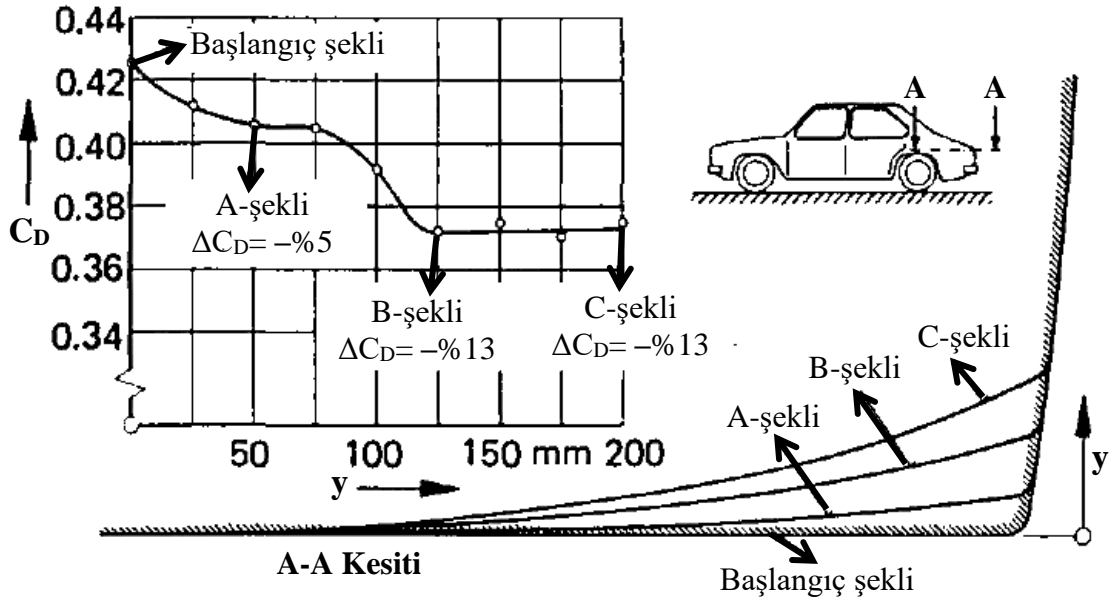 0.44
0.42
0.40
0.38
0.36
0.34
C_D
Başlangıç şekli
A-şekli
ΔC_D= –%5
B-şekli
ΔC_D= –%13
C-şekli
ΔC_D= –%13
50
100
150 mm 200
y
A
A
C-şekli
B-şekli
A-şekli
y
A-A Kesiti
Başlangıç şekli